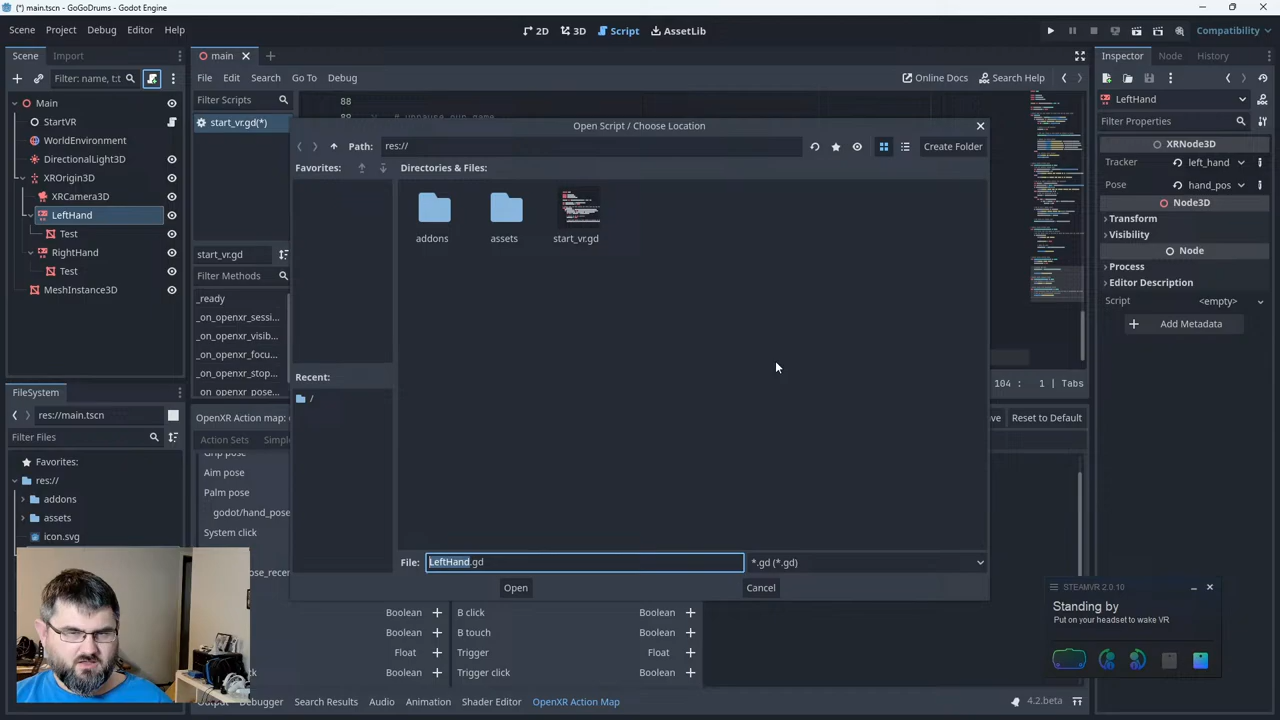 (*) main.tscn - GoGoDrums - Godot Engine
Scene Project Debug Editor Help
2D 3D Script AssetLib
Compatibility
Scene Import
main
Inspector Node History
Filter: name, t:t
File Edit Search Go To Debug
Online Docs Search Help
Filter Scripts
start_vr.gd(*)
88
# unpause our game
Main
StartVR
WorldEnvironment
DirectionalLight3D
XROrigin3D
XRCamera3D
LeftHand
Test
RightHand
Test
MeshInstance3D
start_vr.gd
Filter Methods
_ready
_on_openxr_sessi...
_on_openxr_visib...
_on_openxr_focu...
_on_openxr_stop...
_on_openxr_pose
Open Script / Choose Location
Path: res://
Create Folder
Favorites:
Directories & Files:
addons assets start_vr.gd
Recent:
/
File: LeftHand.gd *.gd (*.gd)
Open Cancel
LeftHand
Filter Properties
XRNode3D
Tracker left_hand
Pose hand_pos
Node3D
Transform
Visibility
Node
Process
Editor Description
Script <empty>
Add Metadata
104 : 1 | Tabs
FileSystem
res://main.tscn
Filter Files
Favorites:
res://
addons
assets
icon.svg
OpenXR Action map:
Reset to Default
Action Sets
Aim pose
Palm pose
godot/hand_pose
System click
Boolean B click Boolean
Boolean B touch Boolean
Float Trigger Float
Boolean Trigger click Boolean
STEAMVR 2.0.10
Standing by
Put on your headset to wake VR
Search Results Audio Animation Shader Editor OpenXR Action Map
4.2.beta